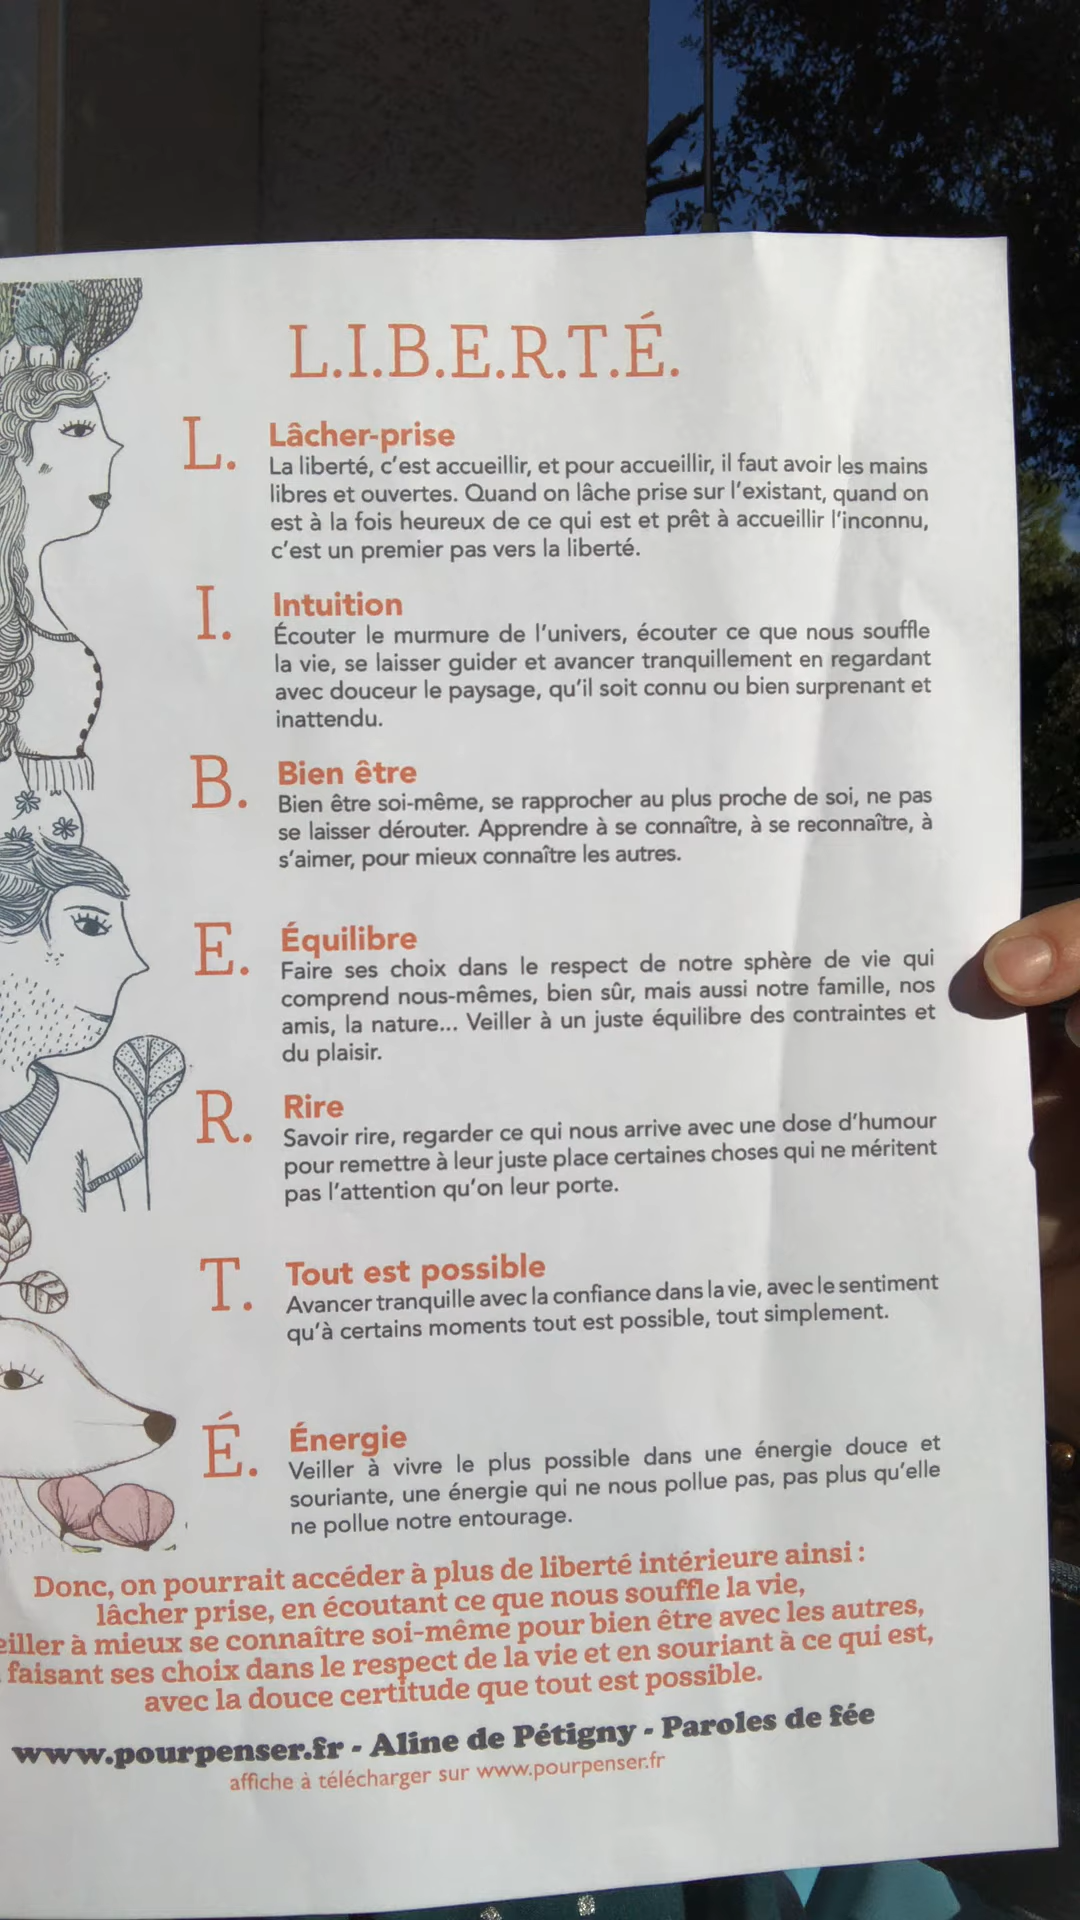 L.I.B.E.R.T.É.
L. Lâcher-prise
La liberté, c'est accueillir, et pour accueillir, il faut avoir les mains
libres et ouvertes. Quand on lâche prise sur l'existant, quand on
est à la fois heureux de ce qui est et prêt à accueillir l'inconnu,
c'est un premier pas vers la liberté.
I. Intuition
Écouter le murmure de l'univers, écouter ce que nous souffle
la vie, se laisser guider et avancer tranquillement en regardant
avec douceur le paysage, qu'il soit connu ou bien surprenant et
inattendu.
B. Bien être
Bien être soi-même, se rapprocher au plus proche de soi, ne pas
se laisser dérouter. Apprendre à se connaître, à se reconnaître, à
s'aimer, pour mieux connaître les autres.
E. Équilibre
Faire ses choix dans le respect de notre sphère de vie qui
comprend nous-mêmes, bien sûr, mais aussi notre famille, nos
amis, la nature... Veiller à un juste équilibre des contraintes et
du plaisir.
R. Rire
Savoir rire, regarder ce qui nous arrive avec une dose d'humour
pour remettre à leur juste place certaines choses qui ne méritent
pas l'attention qu'on leur porte.
T. Tout est possible
Avancer tranquille avec la confiance dans la vie, avec le sentiment
qu'à certains moments tout est possible, tout simplement.
É. Énergie
Veiller à vivre le plus possible dans une énergie douce et
souriante, une énergie qui ne nous pollue pas, pas plus qu'elle
ne pollue notre entourage.
Donc, on pourrait accéder à plus de liberté intérieure ainsi :
lâcher prise, en écoutant ce que nous souffle la vie,
eiller à mieux se connaître soi-même pour bien être avec les autres,
faisant ses choix dans le respect de la vie et en souriant à ce qui est,
avec la douce certitude que tout est possible.
www.pourpenser.fr - Aline de Pétigny - Paroles de fée
affiche à télécharger sur www.pourpenser.fr